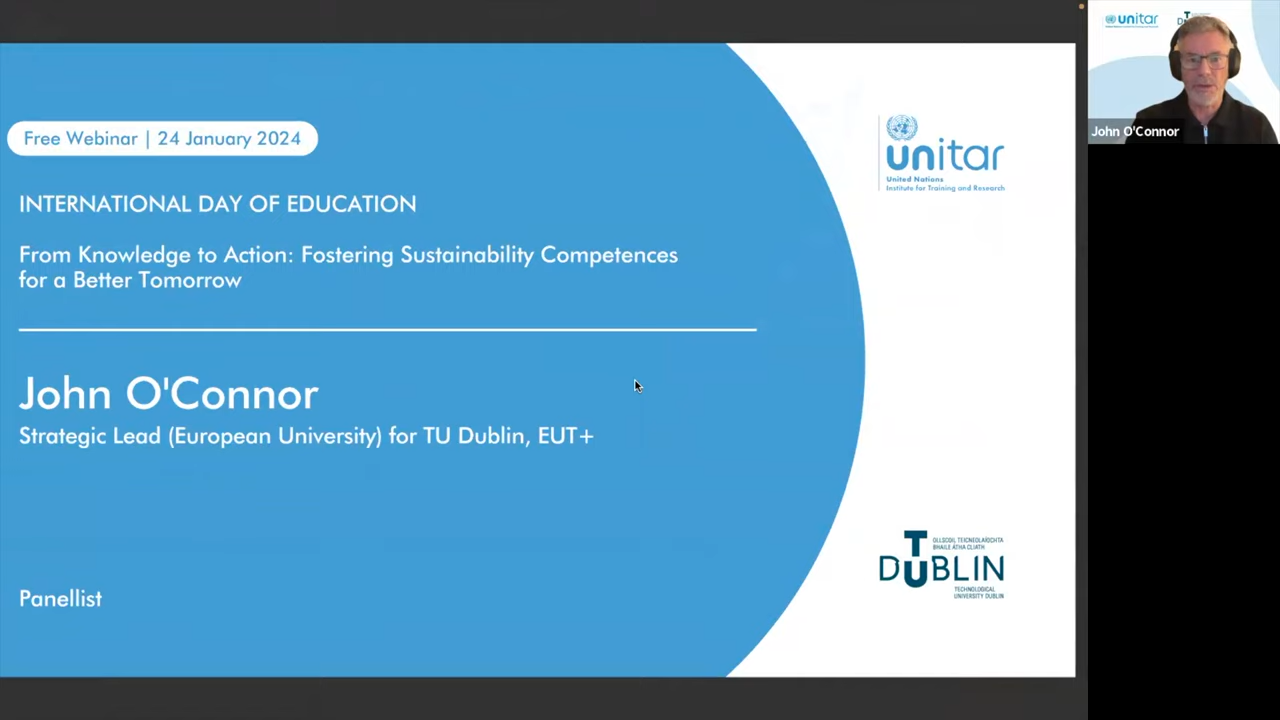 Free Webinar | 24 January 2024
INTERNATIONAL DAY OF EDUCATION
From Knowledge to Action: Fostering Sustainability Competences
for a Better Tomorrow
John O'Connor
Strategic Lead (European University) for TU Dublin, EUT+
Panellist
unitar
United Nations
Institute for Training and Research
OLLSCOIL TEICNEOLAÍOCHTA
BHAILE ÁTHA CLIATH
TU DUBLIN
TECHNOLOGICAL
UNIVERSITY DUBLIN
unitar
John O'Connor